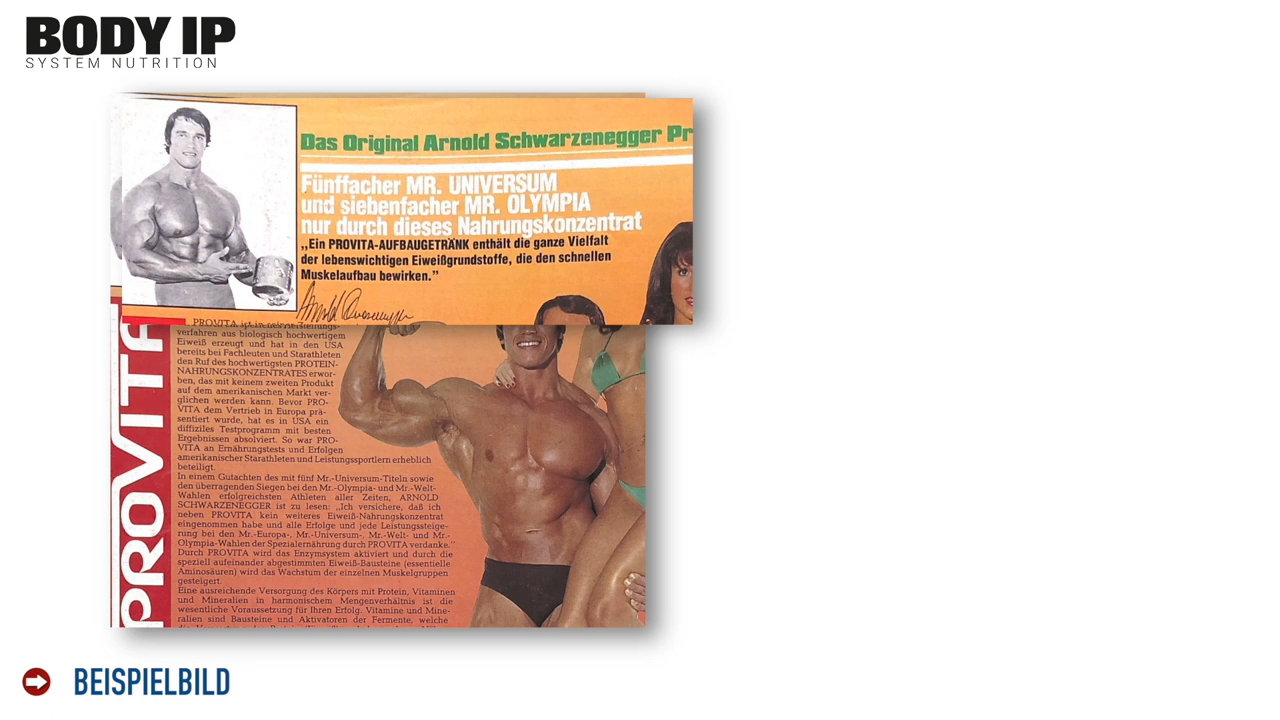 BODY IP
SYSTEM NUTRITION
Das Original Arnold Schwarzenegger Pr
Fünffacher MR. UNIVERSUM
und siebenfacher MR. OLYMPIA
nur durch dieses Nahrungskonzentrat
„Ein PROVITA-AUFBAUGETRÄNK enthält die ganze Vielfalt
der lebenswichtigen Eiweißgrundstoffe, die den schnellen
Muskelaufbau bewirken.”
Arnold Schwarzenegger
PROVITA
PROVITA ist in
verfahren aus biologisch hochwertigem
Eiweiß erzeugt und hat in den USA
bereits bei Fachleuten und Starathleten
den Ruf des hochwertigsten PROTEIN-
NAHRUNGSKONZENTRATES erwor-
ben, das mit keinem zweiten Produkt
auf dem amerikanischen Markt ver-
glichen werden kann. Bevor PRO-
VITA dem Vertrieb in Europa prä-
sentiert wurde, hat es in USA ein
diffiziles Testprogramm mit besten
Ergebnissen absolviert. So war PRO-
VITA an Ernährungstests und Erfolgen
amerikanischer Starathleten und Leistungssportlern erheblich
beteiligt.
In einem Gutachten des mit fünf Mr.-Universum-Titeln sowie
den überragenden Siegen bei den Mr.-Olympia- und Mr.-Welt-
Wahlen erfolgreichsten Athleten aller Zeiten, ARNOLD
SCHWARZENEGGER ist zu lesen: „Ich versichere, daß ich
neben PROVITA kein weiteres Eiweiß-Nahrungskonzentrat
eingenommen habe und alle Erfolge und jede Leistungssteige-
rung bei den Mr.-Europa-, Mr.-Universum-, Mr.-Welt- und Mr.-
Olympia-Wahlen der Spezialernährung durch PROVITA verdanke.”
Durch PROVITA wird das Enzymsystem aktiviert und durch die
speziell aufeinander abgestimmten Eiweiß-Bausteine (essentielle
Aminosäuren) wird das Wachstum der einzelnen Muskelgruppen
gesteigert.
Eine ausreichende Versorgung des Körpers mit Protein, Vitaminen
und Mineralien in harmonischem Mengenverhältnis ist die
wesentliche Voraussetzung für Ihren Erfolg. Vitamine und Mine-
ralien sind Bausteine und Aktivatoren der Fermente, welche
BEISPIELBILD